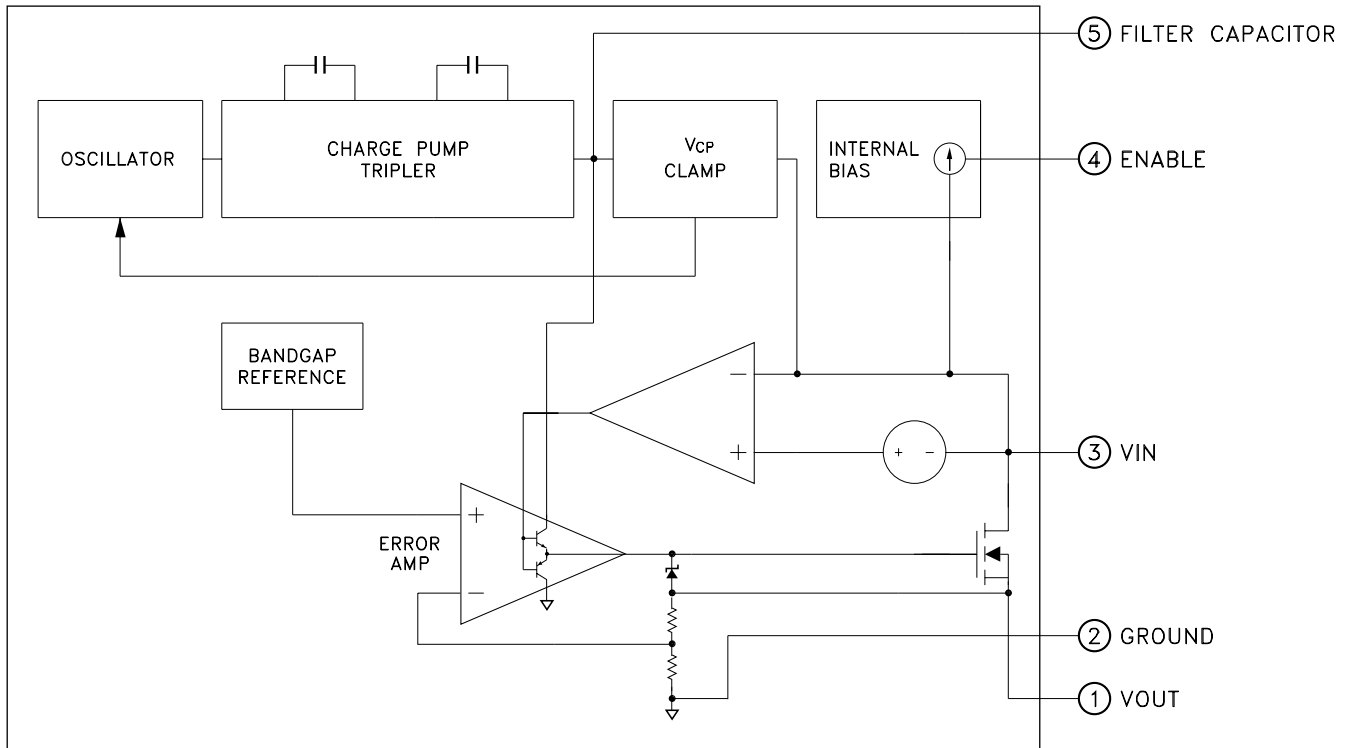 5 FILTER CAPACITOR
OSCILLATOR
CHARGE PUMP
TRIPLER
VCP
CLAMP
INTERNAL
BIAS
4 ENABLE
BANDGAP
REFERENCE
−
+
+ −
3 VIN
+
ERROR
AMP
−
2 GROUND
1 VOUT